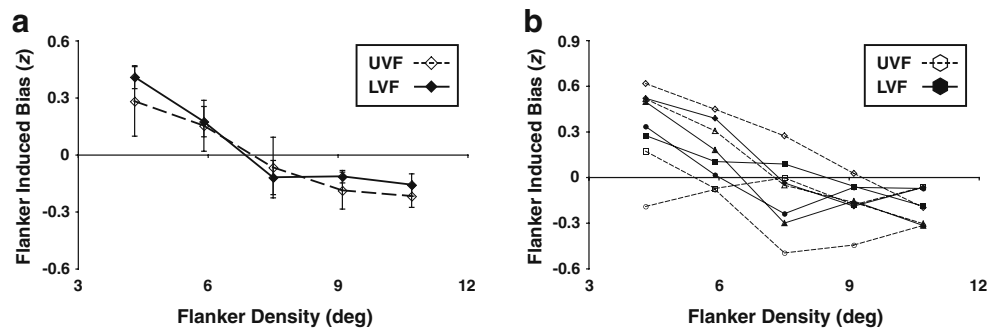 a
Flanker Induced Bias (z)
0.6
0.3
0
-0.3
-0.6
UVF
LVF
3
6
9
12
Flanker Density (deg)
b
Flanker Induced Bias (z)
0.9
0.6
0.3
0
-0.3
-0.6
UVF
LVF
3
6
9
12
Flanker Density (deg)